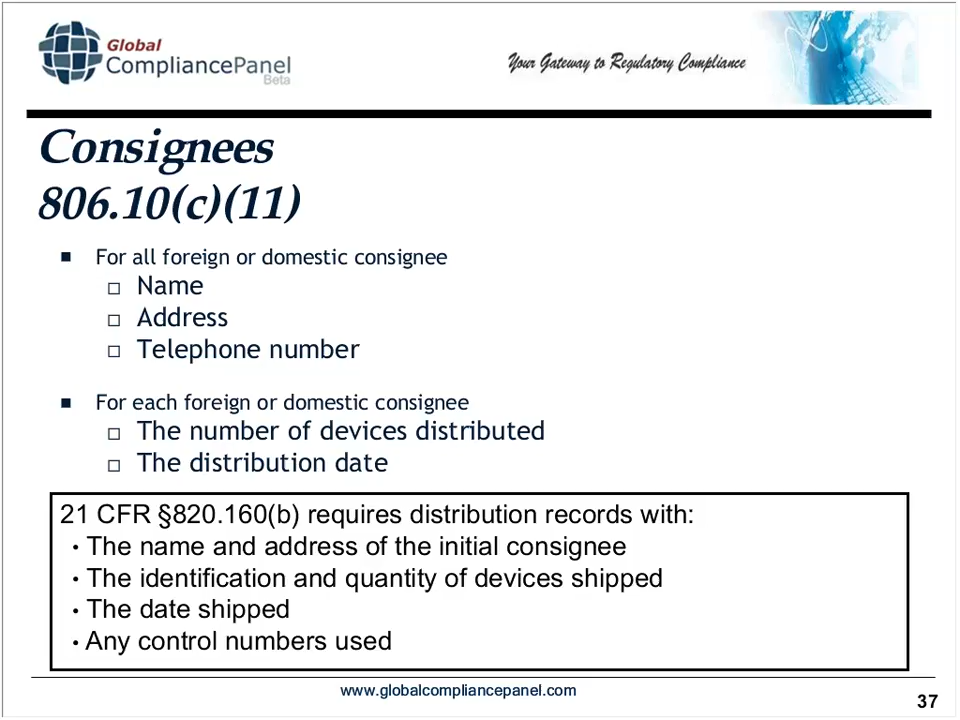 Global
CompliancePanel
Beta
Your Gateway to Regulatory Compliance
Consignees
806.10(c)(11)
■ For all foreign or domestic consignee
□ Name
□ Address
□ Telephone number
■ For each foreign or domestic consignee
□ The number of devices distributed
□ The distribution date
21 CFR §820.160(b) requires distribution records with:
• The name and address of the initial consignee
• The identification and quantity of devices shipped
• The date shipped
• Any control numbers used
www.globalcompliancepanel.com
37